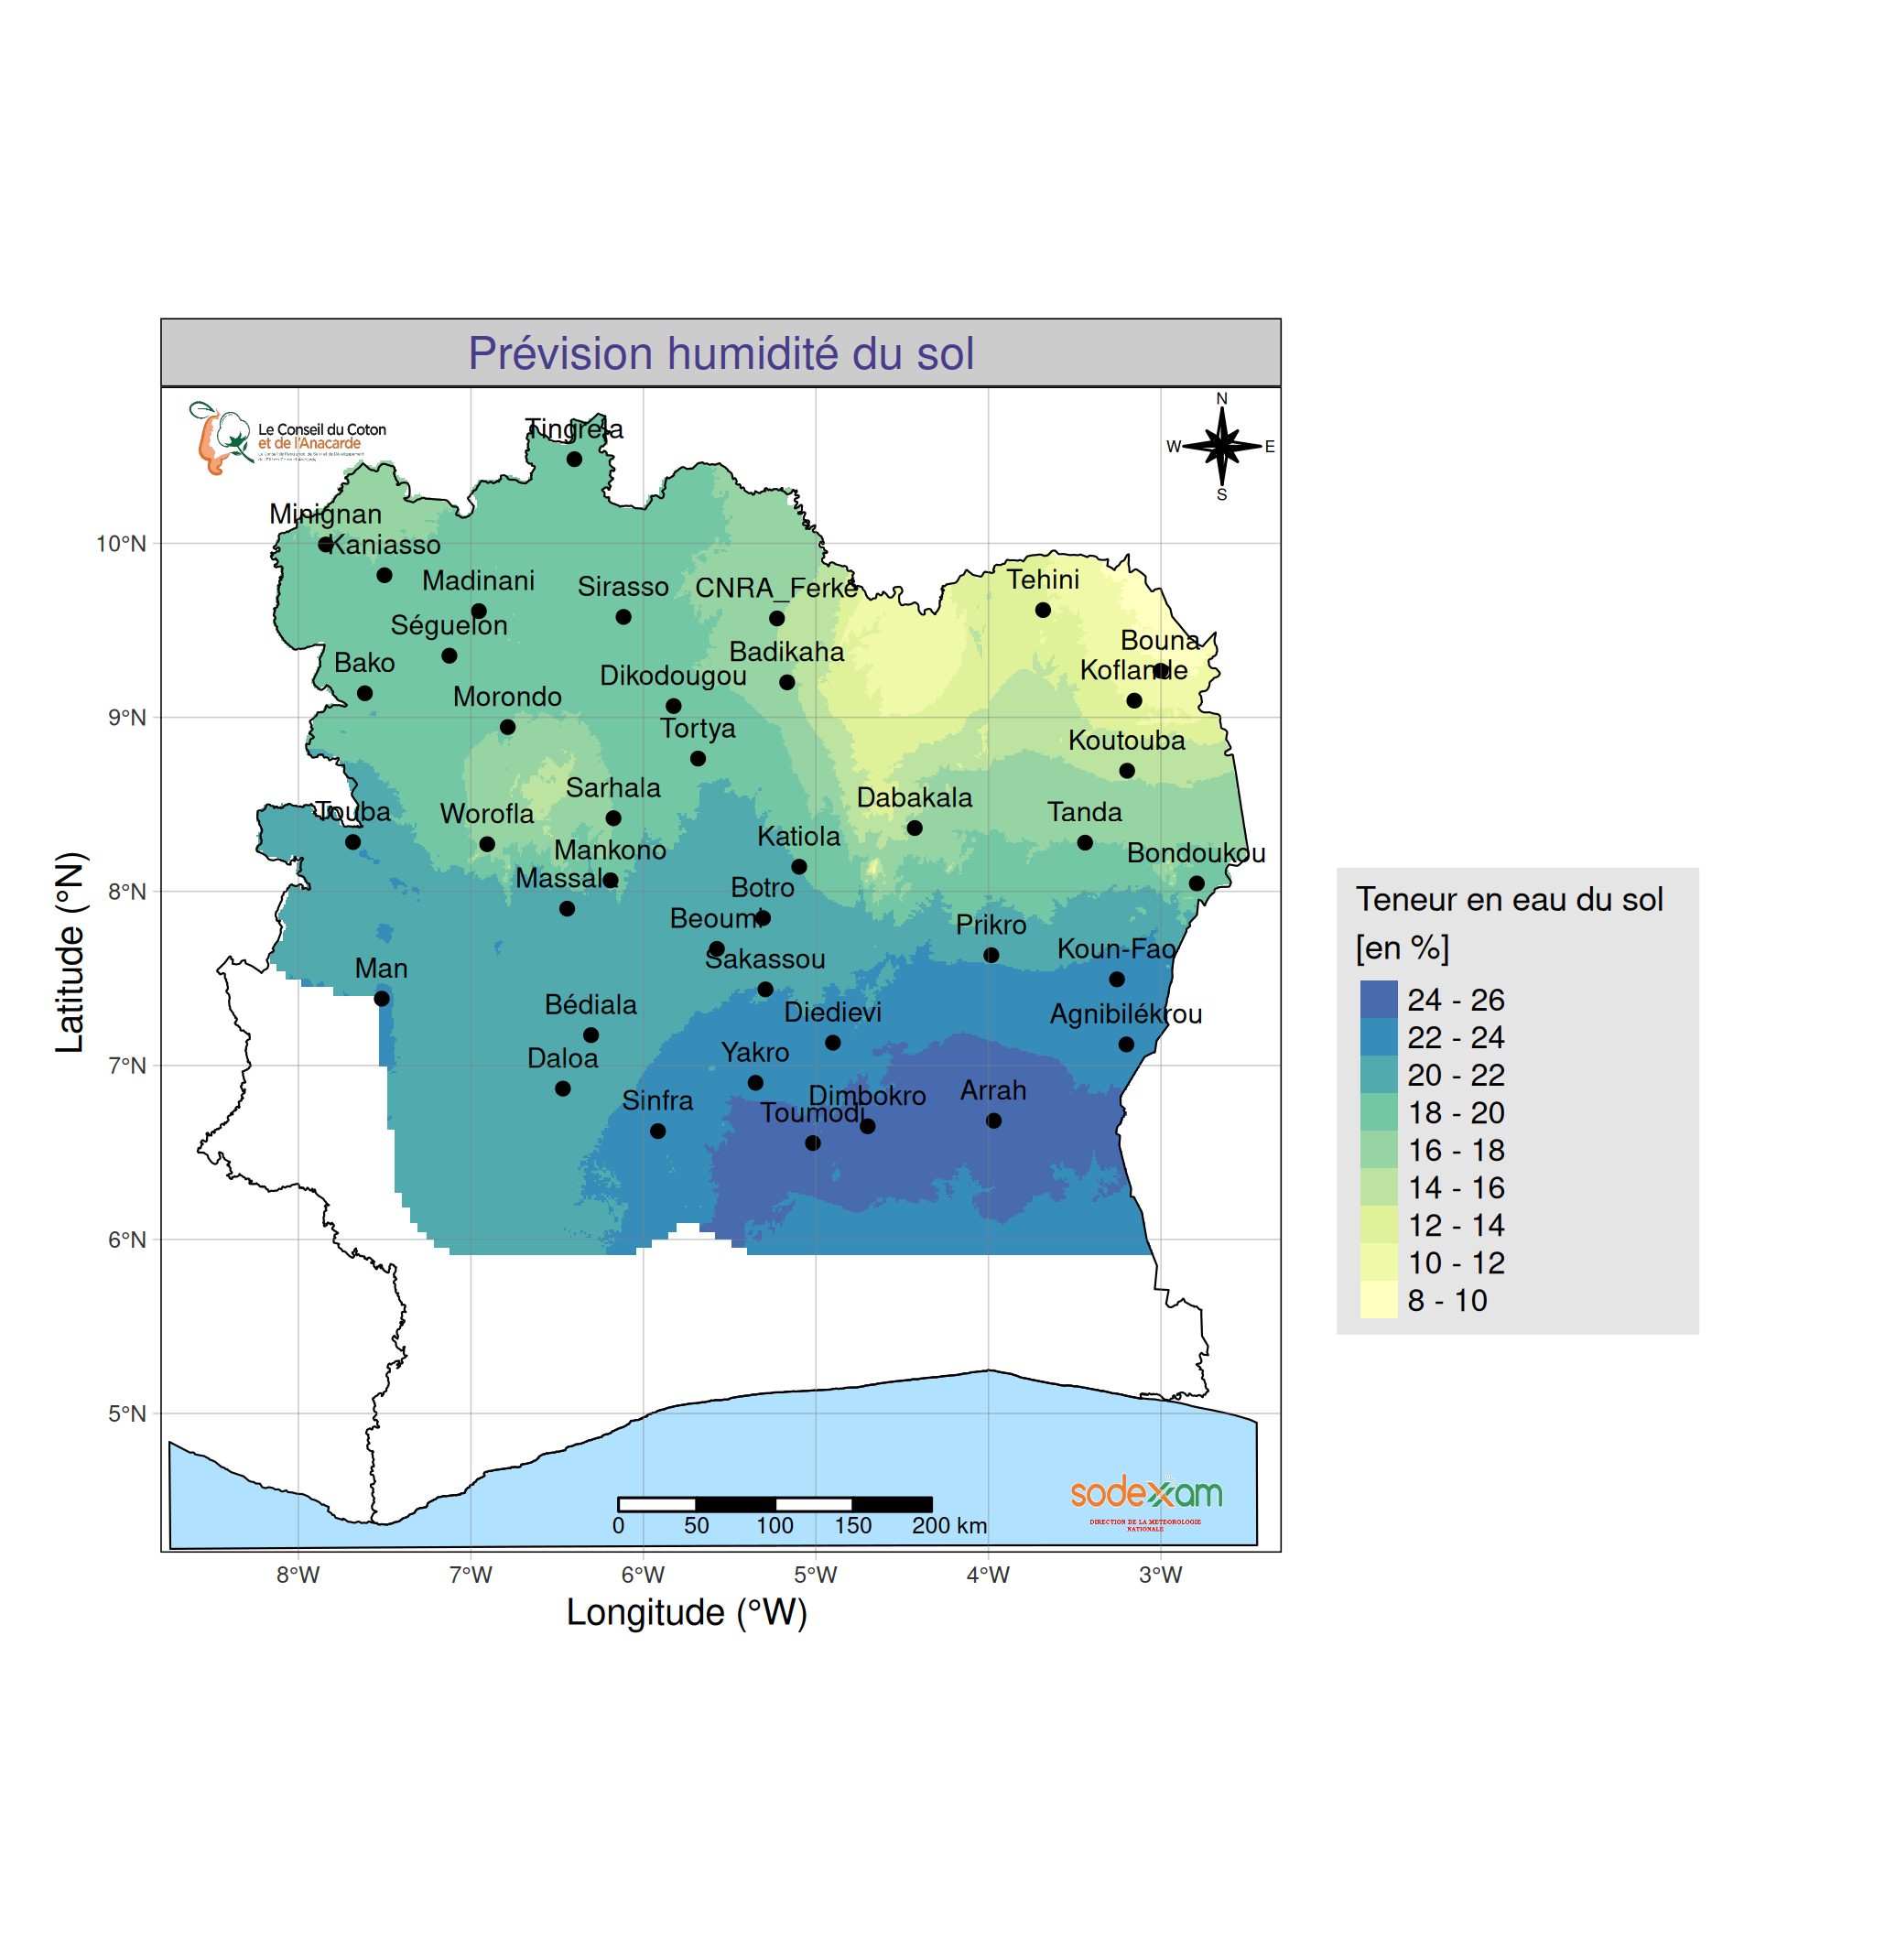 Prévision humidité du sol
Le Conseil du Coton
et de l'Anacarde
N
W
E
S
Tingrela
Minignan
Kaniasso
Madinani
Sirasso
CNRA_Ferke
Tehini
Séguelon
Bouna
Badikaha
Koflande
Bako
Dikodougou
Morondo
Tortya
Koutouba
Sarhala
Dabakala
Touba
Worofla
Tanda
Katiola
Mankono
Bondoukou
Massala
Botro
Beoumi
Prikro
Koun-Fao
Sakassou
Man
Bédiala
Diedievi
Agnibilékrou
Yakro
Daloa
Arrah
Dimbokro
Sinfra
Toumodi
10°N
9°N
8°N
7°N
6°N
5°N
Latitude (°N)
8°W
7°W
6°W
5°W
4°W
3°W
Longitude (°W)
0
50
100
150
200 km
sodexam
DIRECTION DE LA METEOROLOGIE
NATIONALE
Teneur en eau du sol
[en %]
24 - 26
22 - 24
20 - 22
18 - 20
16 - 18
14 - 16
12 - 14
10 - 12
8 - 10